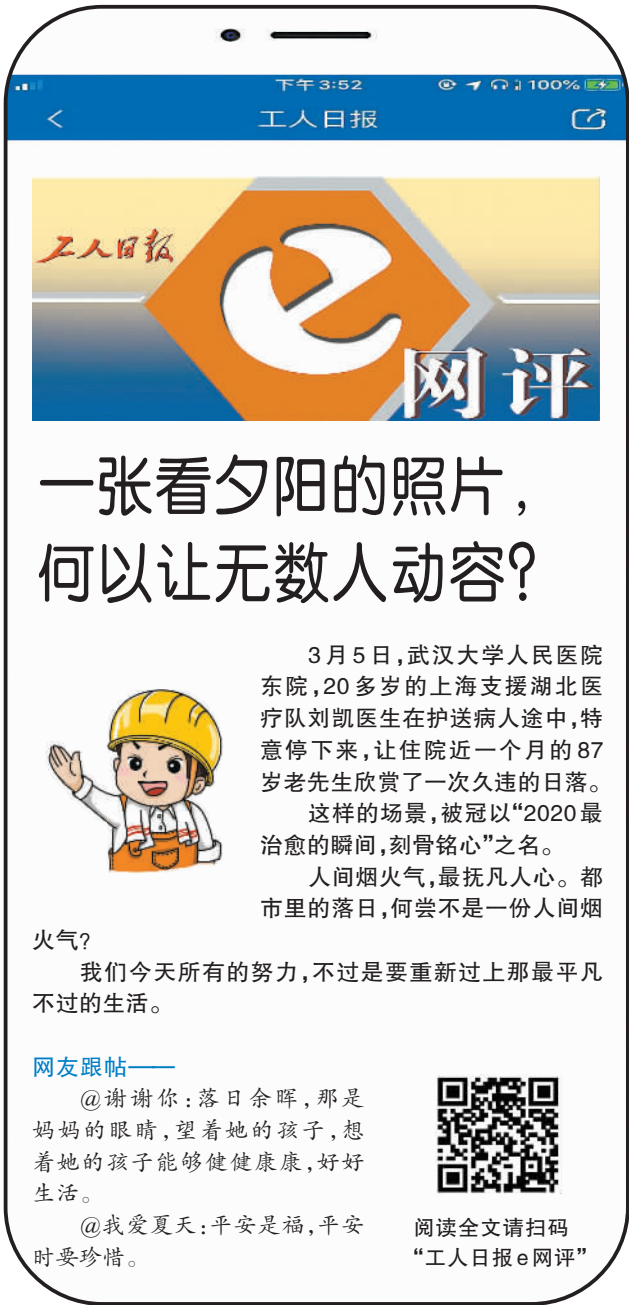 下午3:52
100%
工人日报
工人日报
e
网评
一张看夕阳的照片，
何以让无数人动容？
3月5日，武汉大学人民医院
东院，20多岁的上海支援湖北医
疗队刘凯医生在护送病人途中，特
意停下来，让住院近一个月的87
岁老先生欣赏了一次久违的日落。
这样的场景，被冠以“2020最
治愈的瞬间，刻骨铭心”之名。
人间烟火气，最抚凡人心。都
市里的落日，何尝不是一份人间烟
火气？
我们今天所有的努力，不过是要重新过上那最平凡
不过的生活。
网友跟帖——
@谢谢你：落日余晖，那是
妈妈的眼睛，望着她的孩子，想
着她的孩子能够健健康康，好好
生活。
@我爱夏天：平安是福，平安
时要珍惜。
阅读全文请扫码
“工人日报e网评”